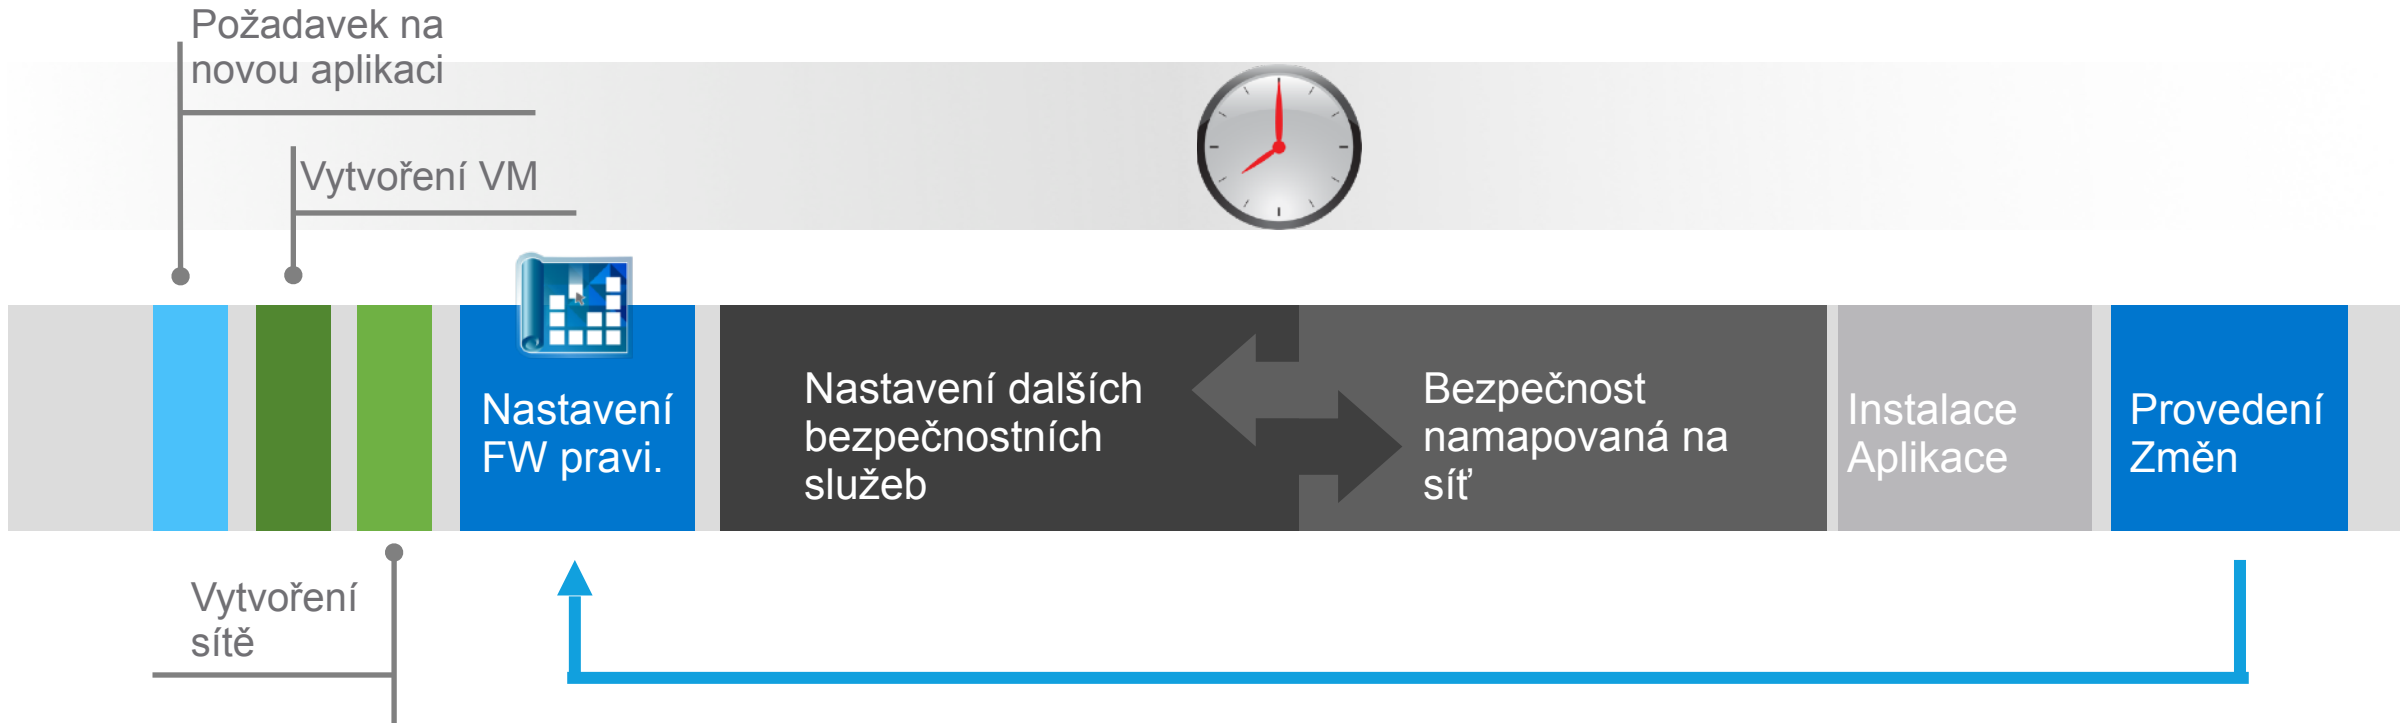 Požadavek na
novou aplikaci
Vytvoření VM
Nastavení
FW pravi.
Nastavení dalších
bezpečnostních
služeb
Bezpečnost
namapovaná na
síť
Instalace
Aplikace
Provedení
Změn
Vytvoření
sítě